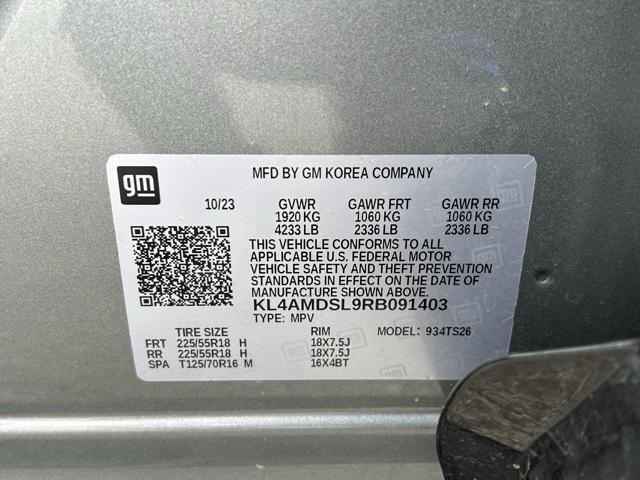 gm
MFD BY GM KOREA COMPANY
10/23 GVWR GAWR FRT GAWR RR
1920 KG 1060 KG 1060 KG
4233 LB 2336 LB 2336 LB
THIS VEHICLE CONFORMS TO ALL
APPLICABLE U.S. FEDERAL MOTOR
VEHICLE SAFETY AND THEFT PREVENTION
STANDARDS IN EFFECT ON THE DATE OF
MANUFACTURE SHOWN ABOVE.
KL4AMDSL9RB091403
TYPE: MPV MODEL: 934TS26
TIRE SIZE RIM
FRT 225/55R18 H 18X7.5J
RR 225/55R18 H 18X7.5J
SPA T125/70R16 M 16X4BT